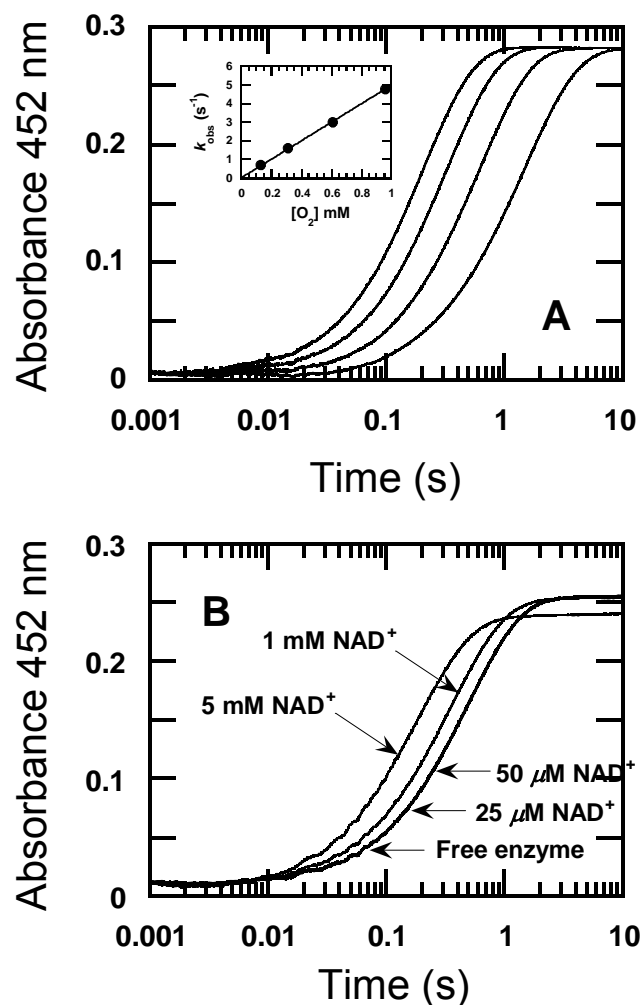 Absorbance 452 nm
0.3
0.2
0.1
0
6
5
4
3
2
1
0
k_obs (s⁻¹)
0 0.2 0.4 0.6 0.8 1
[O₂] mM
A
0.001 0.01 0.1 1 10
Time (s)
Absorbance 452 nm
0.3
0.2
0.1
0
B
1 mM NAD⁺
5 mM NAD⁺
50 μM NAD⁺
25 μM NAD⁺
Free enzyme
0.001 0.01 0.1 1 10
Time (s)